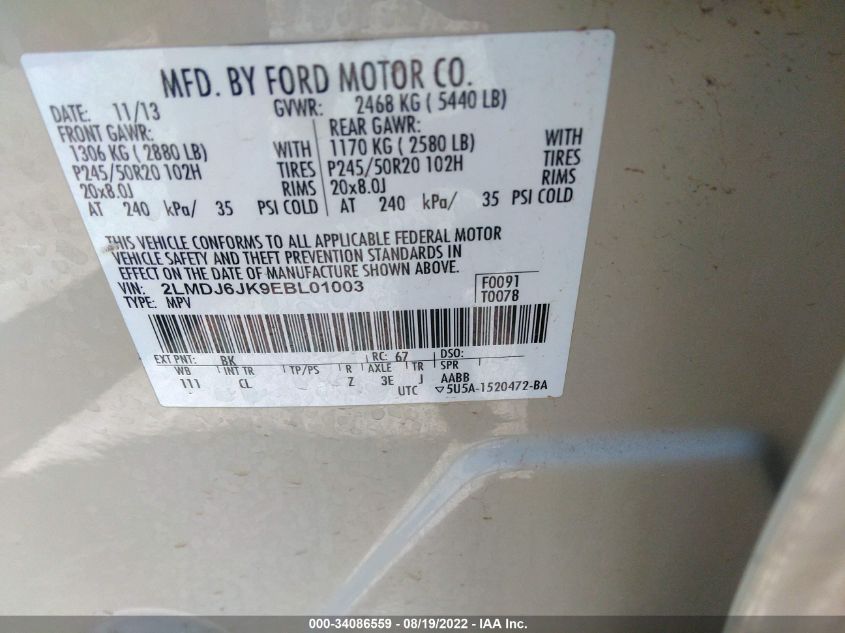 MFD. BY FORD MOTOR CO.
DATE: 11/13 GVWR: 2468 KG ( 5440 LB)
FRONT GAWR: REAR GAWR:
1306 KG ( 2880 LB) WITH 1170 KG ( 2580 LB) WITH
P245/50R20 102H TIRES P245/50R20 102H TIRES
20x8.0J RIMS 20x8.0J RIMS
AT 240 kPa/ 35 PSI COLD AT 240 kPa/ 35 PSI COLD
THIS VEHICLE CONFORMS TO ALL APPLICABLE FEDERAL MOTOR
VEHICLE SAFETY AND THEFT PREVENTION STANDARDS IN
EFFECT ON THE DATE OF MANUFACTURE SHOWN ABOVE.
VIN: 2LMDJ6JK9EBL01003 F0091
TYPE: MPV T007B
EXT PNT: BK RC: 67 DSO:
WB INT TR TP/PS R AXLE TR SPR
111 CL Z 3E J AABB
UTC ▽5U5A-1520472-BA
000-34086559 - 08/19/2022 - IAA Inc.